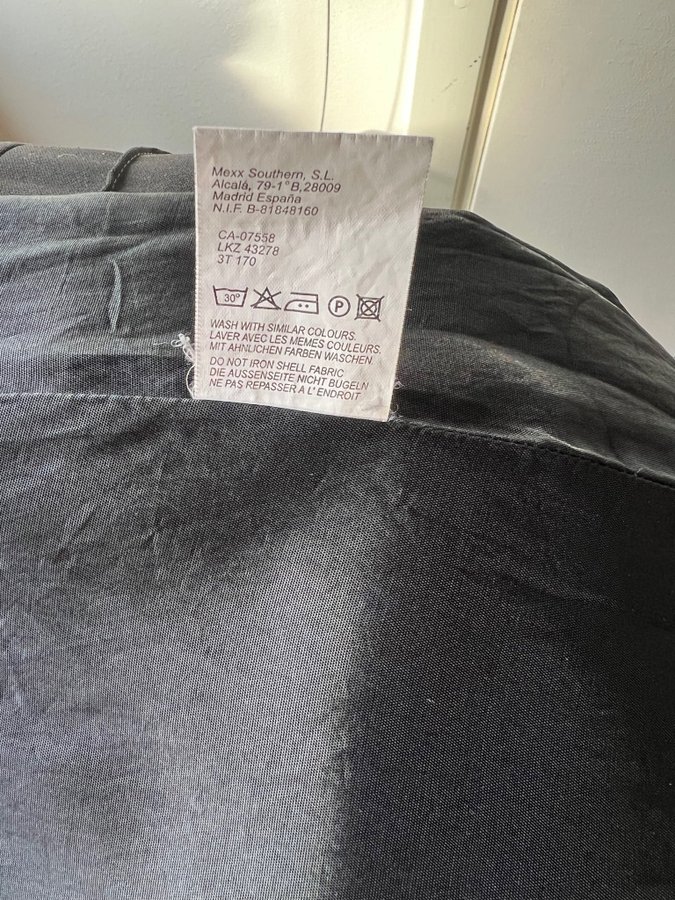 Mexx Southern, S.L.
Alcalá, 79-1°B,28009
Madrid España
N.I.F. B-81848160
CA-07558
LKZ 43278
3T 170
30°
P
WASH WITH SIMILAR COLOURS.
LAVER AVEC LES MEMES COULEURS.
MIT AHNLICHEN FARBEN WASCHEN.
DO NOT IRON SHELL FABRIC
DIE AUSSENSEITE NICHT BUGELN
NE PAS REPASSER A L' ENDROIT